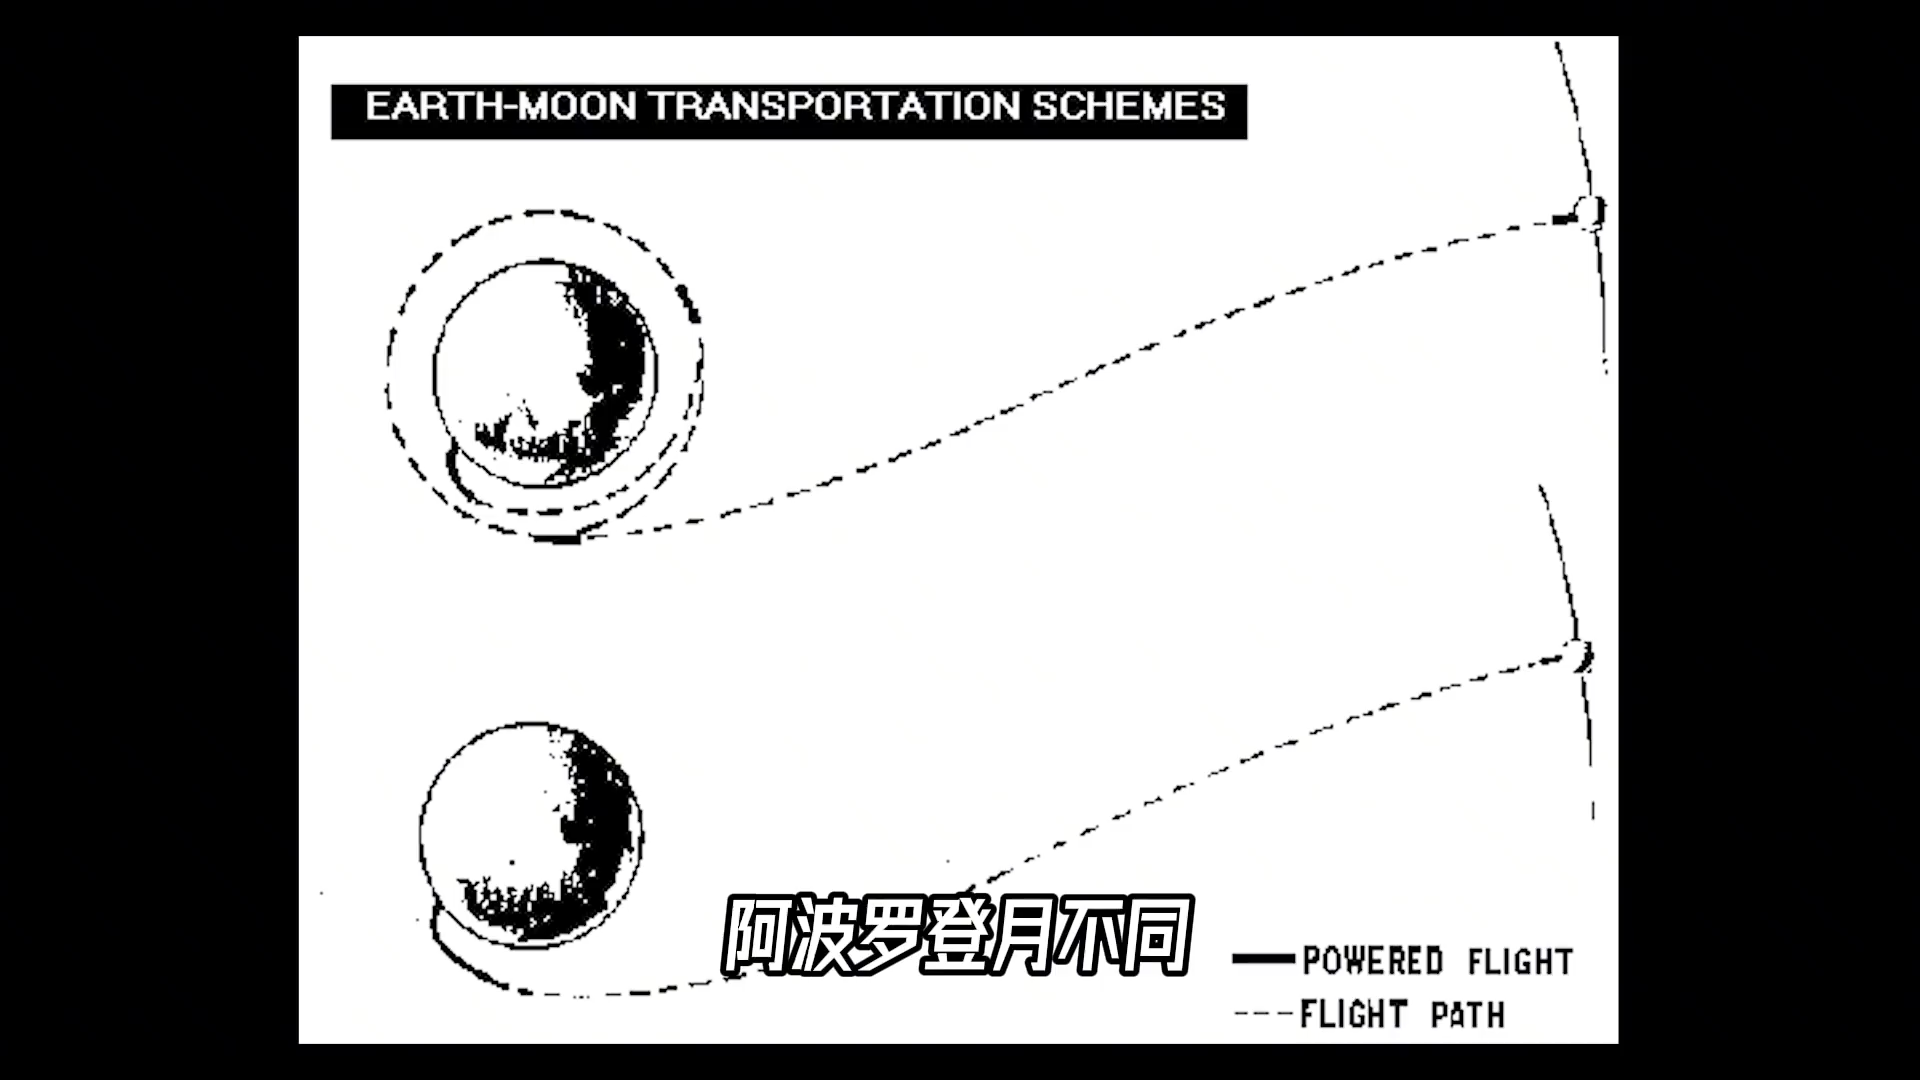 EARTH-MOON TRANSPORTATION SCHEMES
阿波罗登月不同
POWERED FLIGHT
FLIGHT PATH